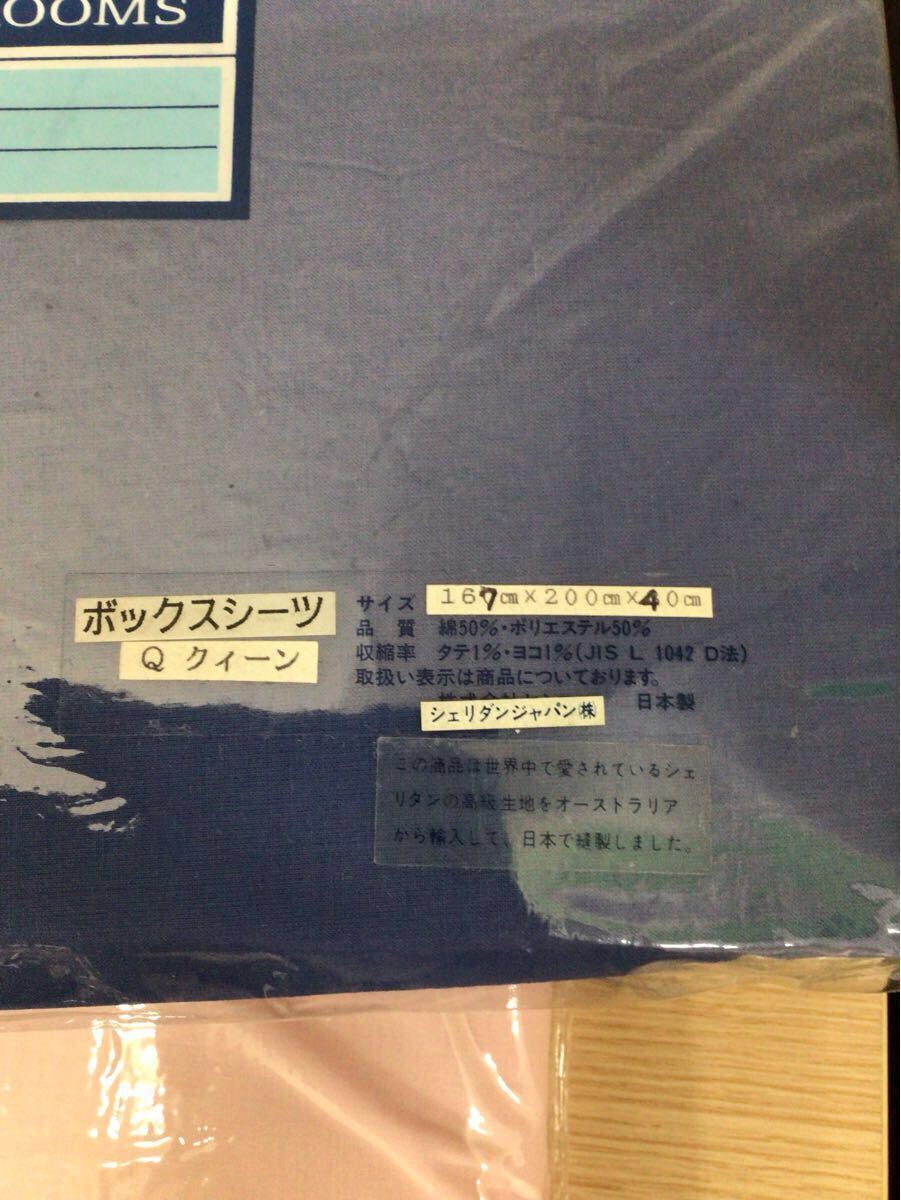 ROOMS
ボックスシーツ
Q クィーン
サイズ 167cm×200cm×40cm
品 質 綿50%・ポリエステル50%
収縮率 タテ1%・ヨコ1%(JIS L 1042 D法)
取扱い表示は商品についております。
シェリダンジャパン㈱ 日本製
この商品は世界中で愛されているシェ
リダンの高級生地をオーストラリア
から輸入して、日本で縫製しました。